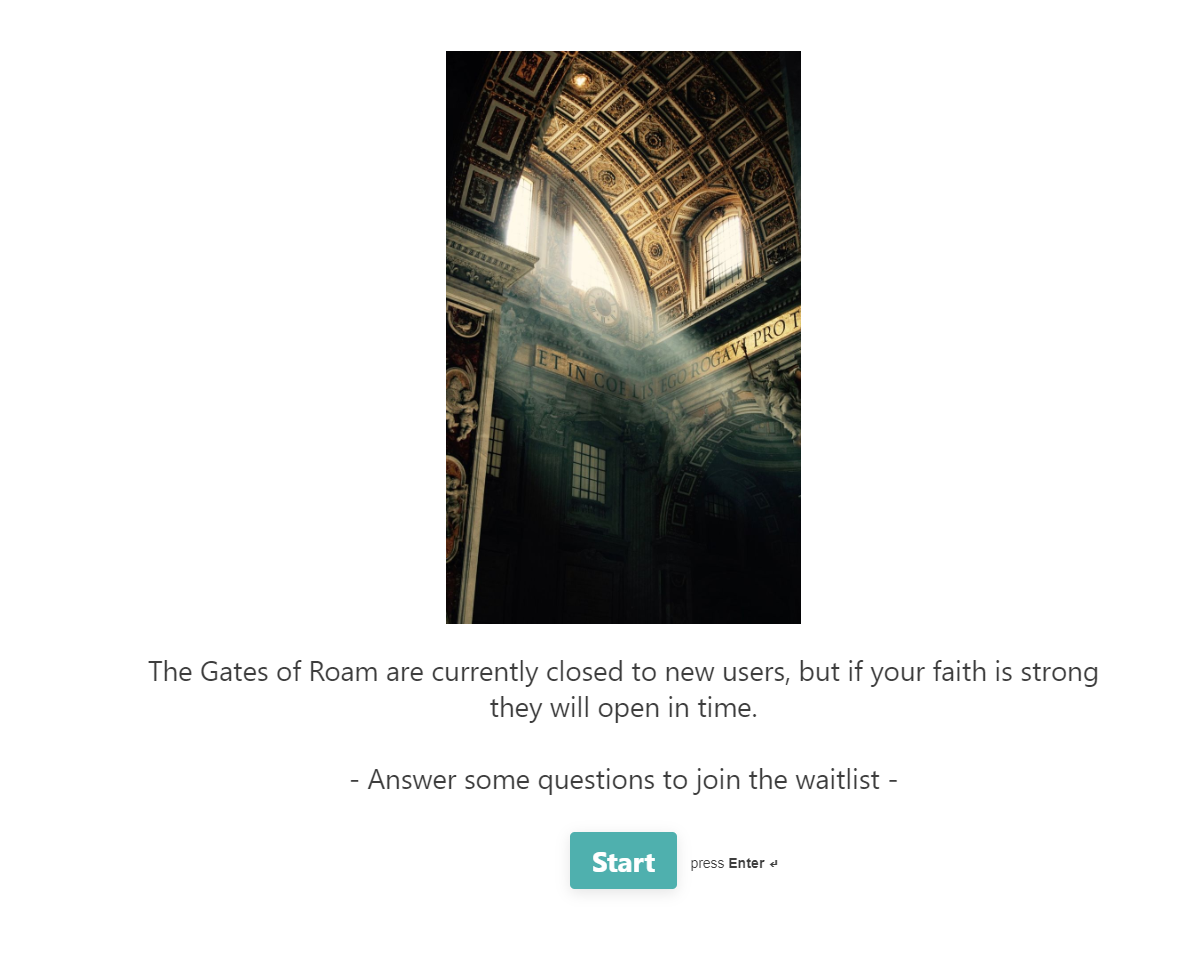 ET IN COELIS EGO ROGAVI PRO T
The Gates of Roam are currently closed to new users, but if your faith is strong
they will open in time.
- Answer some questions to join the waitlist -
Start press Enter ↵